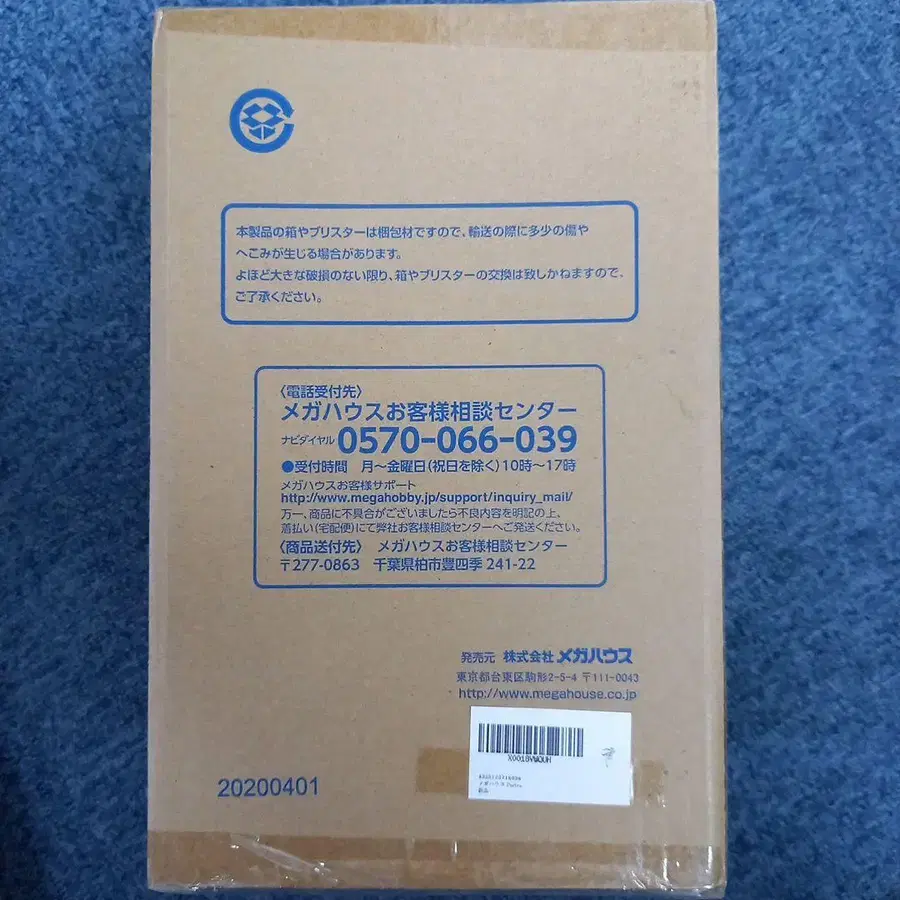 本製品の箱やブリスターは梱包材ですので、輸送の際に多少の傷や
へこみが生じる場合があります。
よほど大きな破損のない限り、箱やブリスターの交換は致しかねますので、
ご了承ください。
〈電話受付先〉
メガハウスお客様相談センター
ナビダイヤル 0570-066-039
●受付時間 月〜金曜日(祝日を除く)10時〜17時
メガハウスお客様サポート
http://www.megahobby.jp/support/inquiry_mail/
万一、商品に不具合がございましたら不良内容を明記の上、
着払い(宅配便)にて弊社お客様相談センターへご発送ください。
〈商品送付先〉 メガハウスお客様相談センター
〒277-0863 千葉県柏市豊四季 241-22
発売元 株式会社 メガハウス
東京都台東区駒形2-5-4 〒111-0043
http://www.megahouse.co.jp
X001BVWQUH
メガハウス
新品
20200401